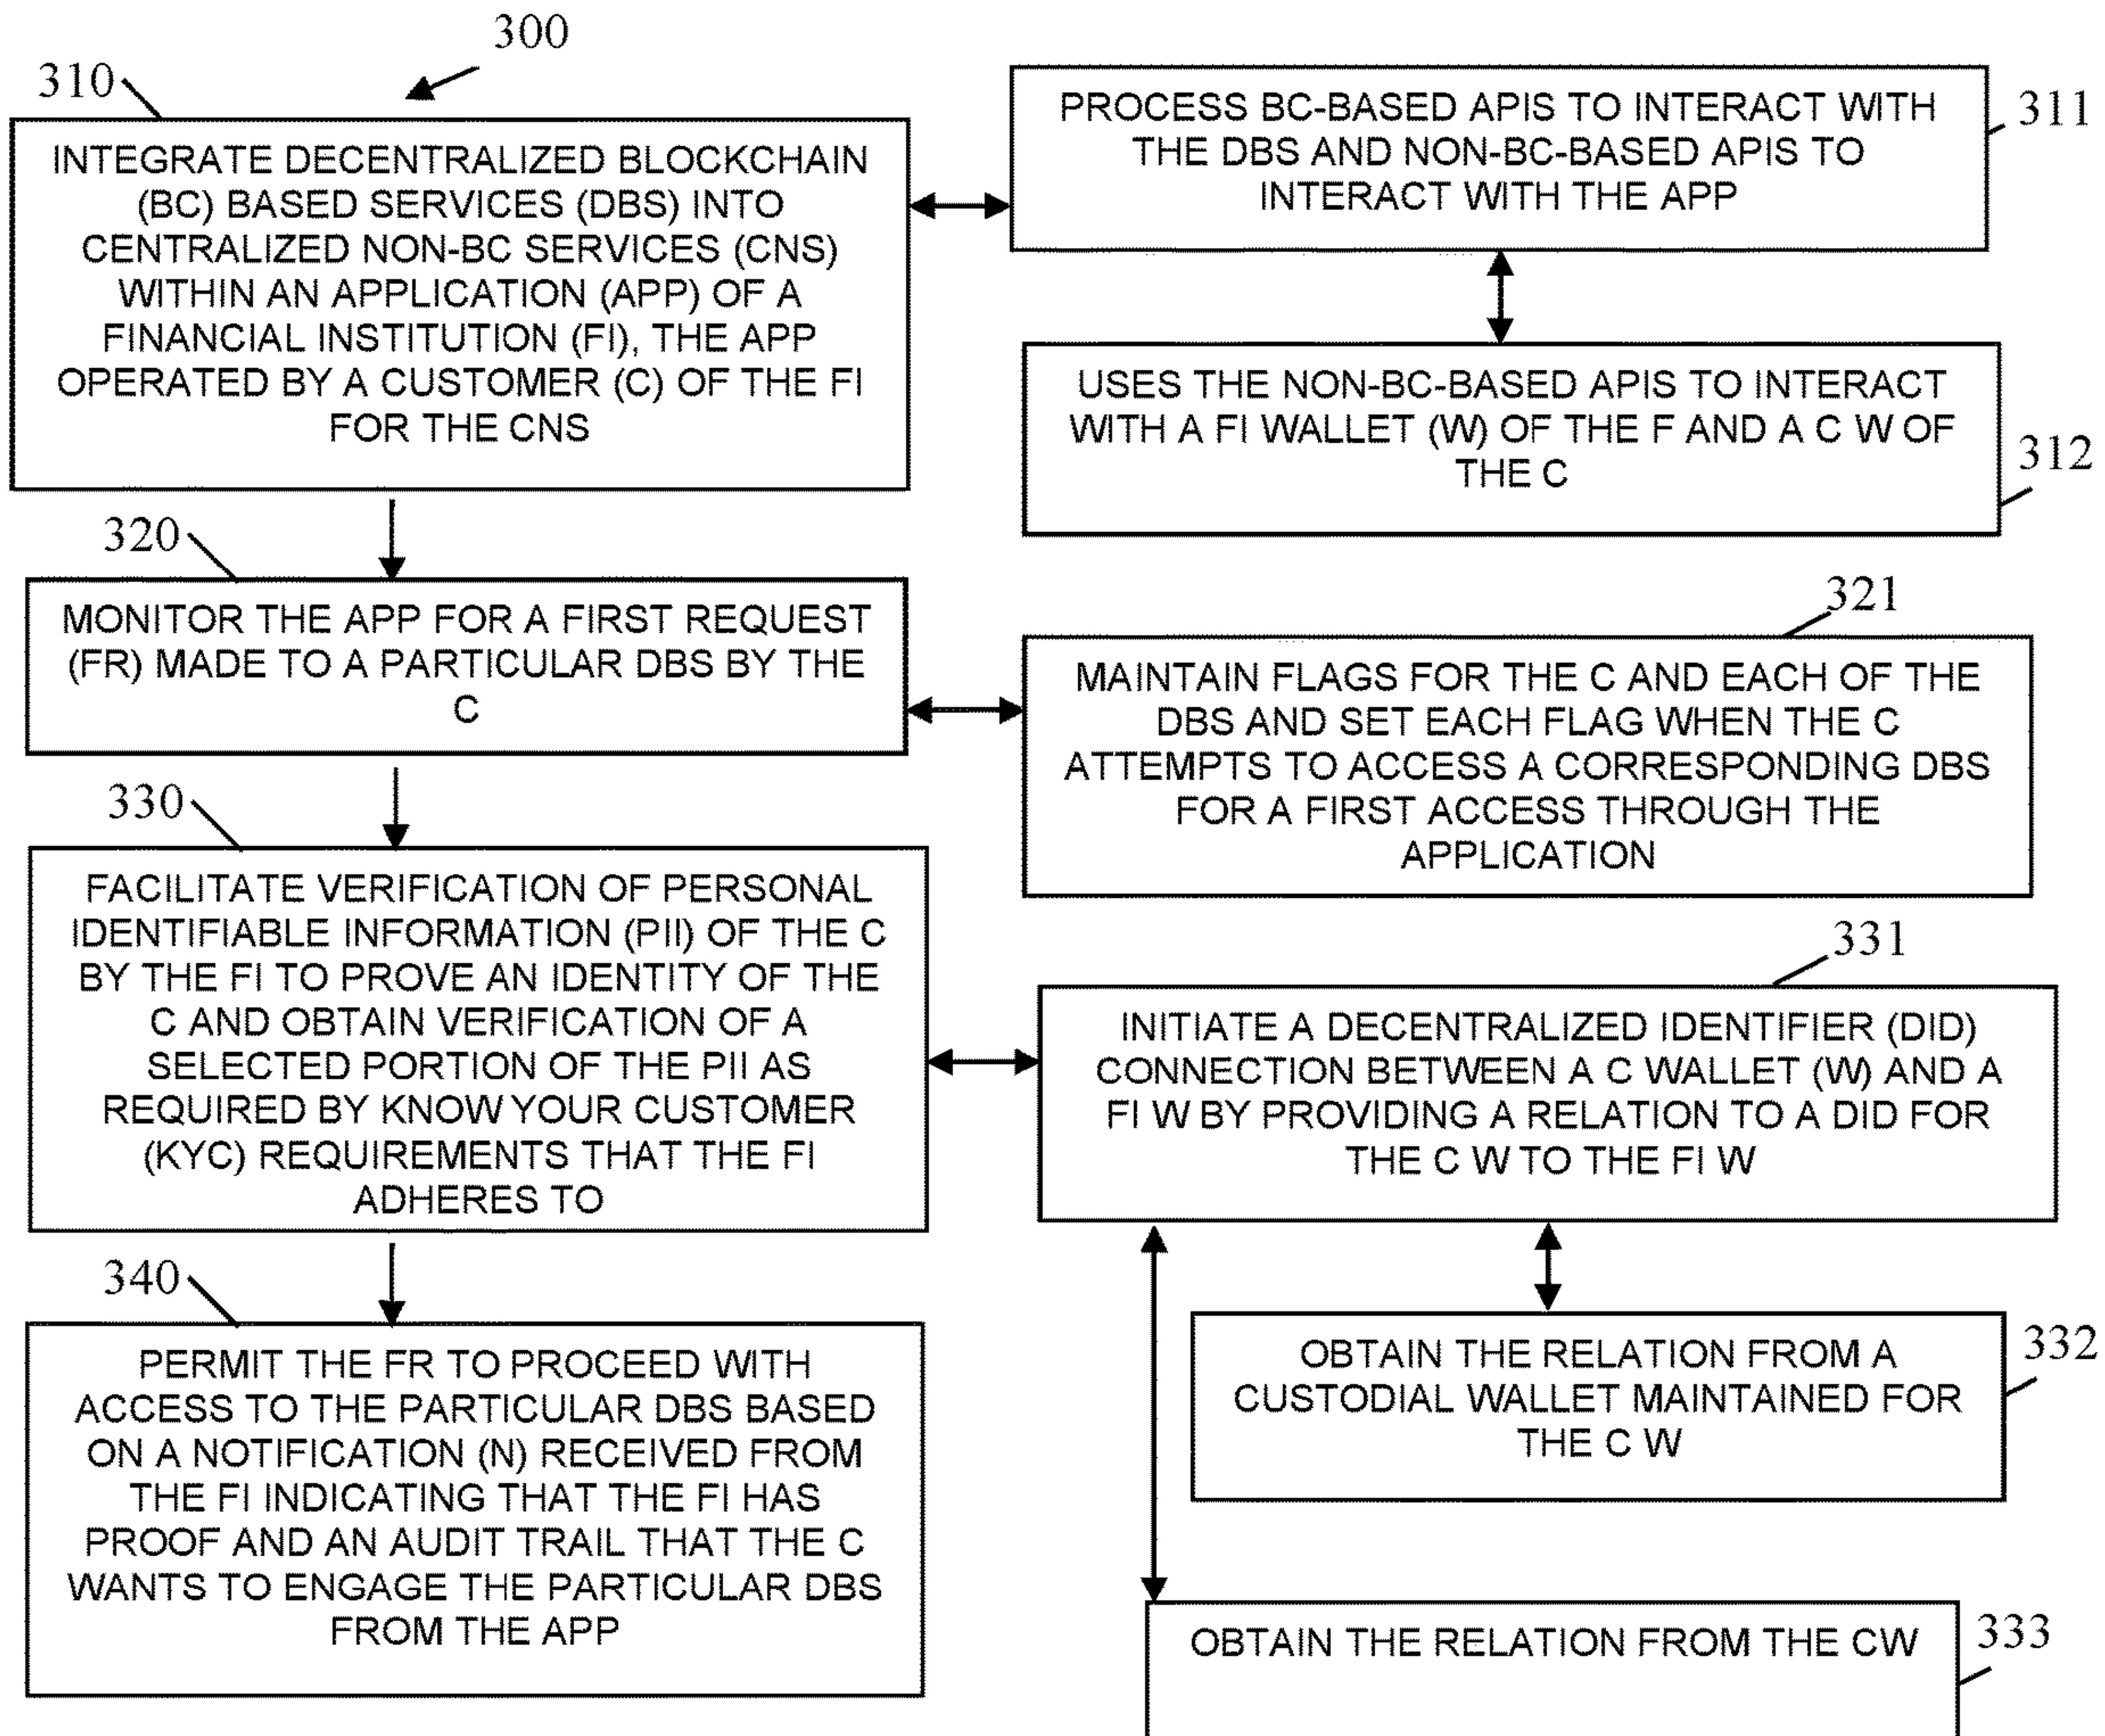 300
310
INTEGRATE DECENTRALIZED BLOCKCHAIN
(BC) BASED SERVICES (DBS) INTO
CENTRALIZED NON-BC SERVICES (CNS)
WITHIN AN APPLICATION (APP) OF A
FINANCIAL INSTITUTION (FI), THE APP
OPERATED BY A CUSTOMER (C) OF THE FI
FOR THE CNS
311
PROCESS BC-BASED APIS TO INTERACT WITH
THE DBS AND NON-BC-BASED APIS TO
INTERACT WITH THE APP
312
USES THE NON-BC-BASED APIS TO INTERACT
WITH A FI WALLET (W) OF THE F AND A C W OF
THE C
320
MONITOR THE APP FOR A FIRST REQUEST
(FR) MADE TO A PARTICULAR DBS BY THE
C
321
MAINTAIN FLAGS FOR THE C AND EACH OF THE
DBS AND SET EACH FLAG WHEN THE C
ATTEMPTS TO ACCESS A CORRESPONDING DBS
FOR A FIRST ACCESS THROUGH THE
APPLICATION
330
FACILITATE VERIFICATION OF PERSONAL
IDENTIFIABLE INFORMATION (PII) OF THE C
BY THE FI TO PROVE AN IDENTITY OF THE
C AND OBTAIN VERIFICATION OF A
SELECTED PORTION OF THE PII AS
REQUIRED BY KNOW YOUR CUSTOMER
(KYC) REQUIREMENTS THAT THE FI
ADHERES TO
331
INITIATE A DECENTRALIZED IDENTIFIER (DID)
CONNECTION BETWEEN A C WALLET (W) AND A
FI W BY PROVIDING A RELATION TO A DID FOR
THE C W TO THE FI W
332
OBTAIN THE RELATION FROM A
CUSTODIAL WALLET MAINTAINED FOR
THE C W
333
OBTAIN THE RELATION FROM THE CW
340
PERMIT THE FR TO PROCEED WITH
ACCESS TO THE PARTICULAR DBS BASED
ON A NOTIFICATION (N) RECEIVED FROM
THE FI INDICATING THAT THE FI HAS
PROOF AND AN AUDIT TRAIL THAT THE C
WANTS TO ENGAGE THE PARTICULAR DBS
FROM THE APP